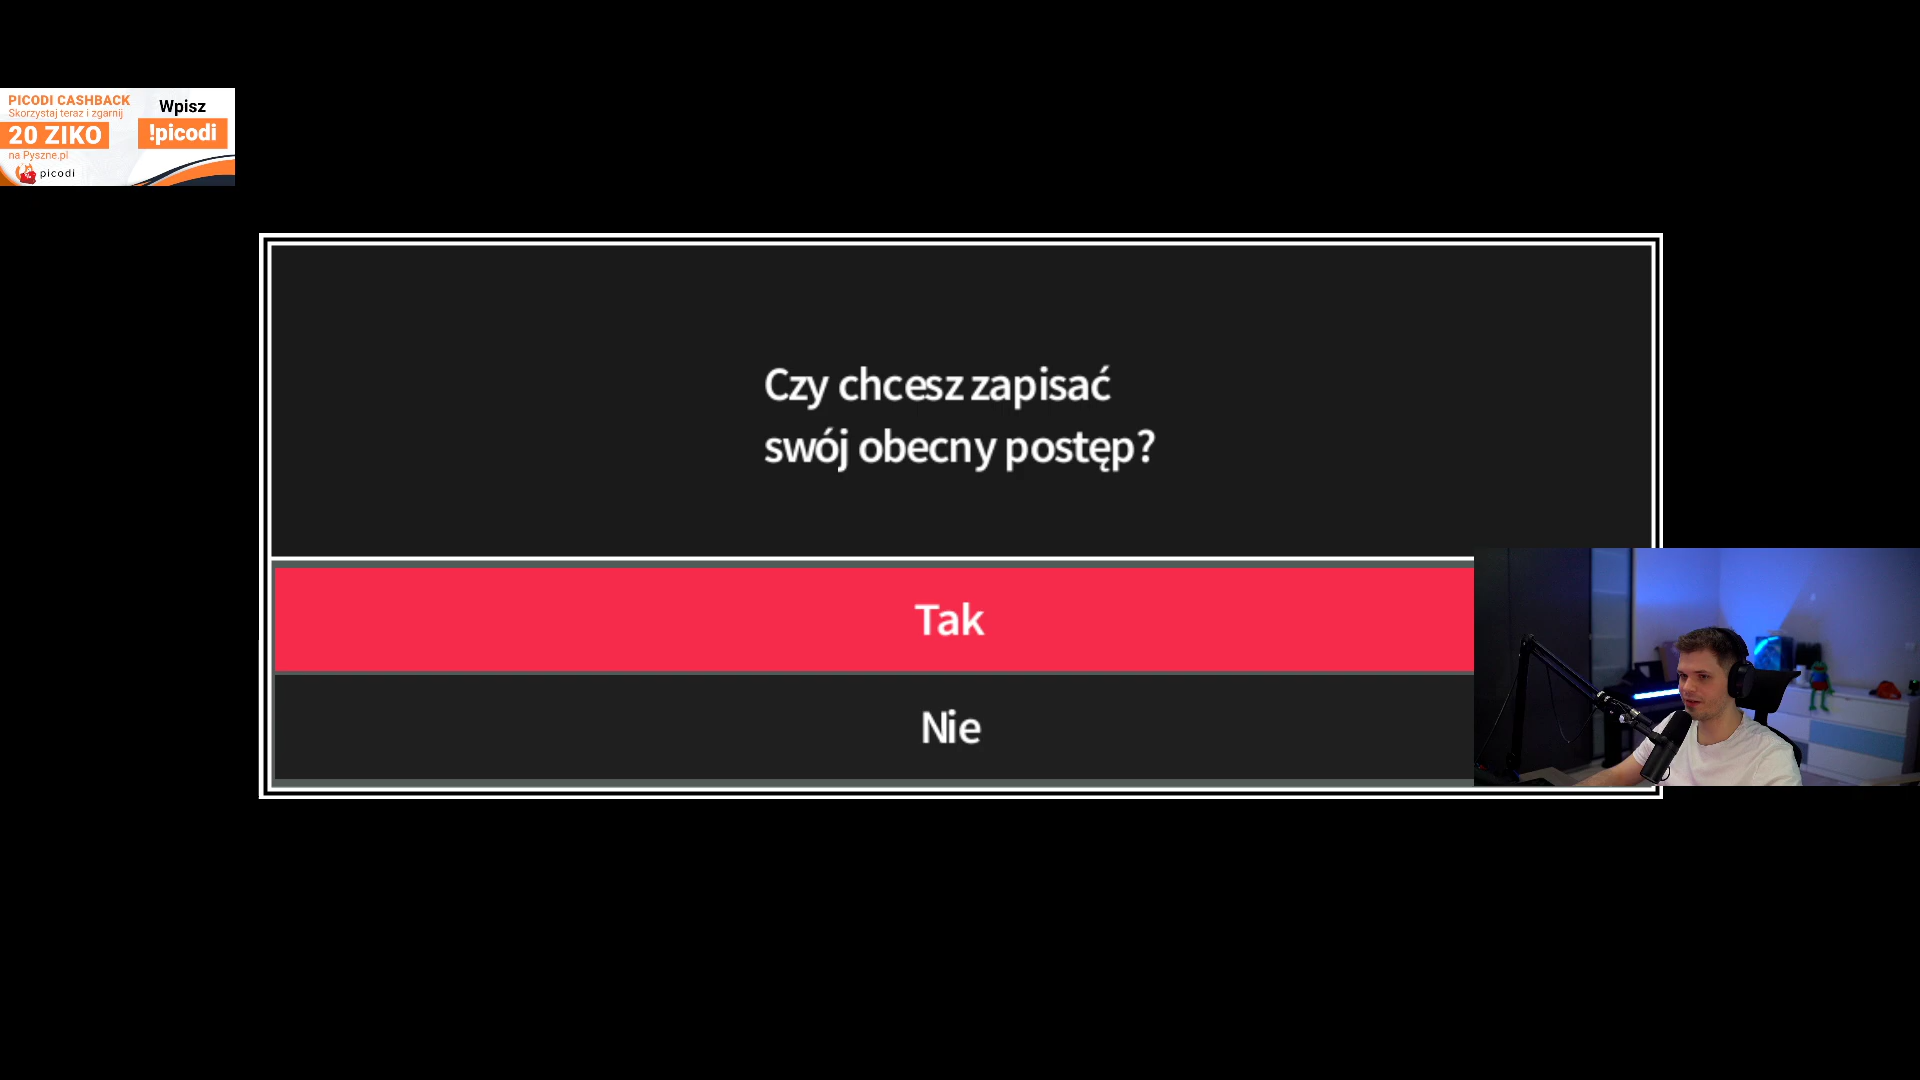 PICODI CASHBACK
Skorzystaj teraz i zgarnij
20 ZIKO
na Pyszne.pl
picodi
Wpisz
!picodi
Czy chcesz zapisać
swój obecny postęp?
Tak
Nie